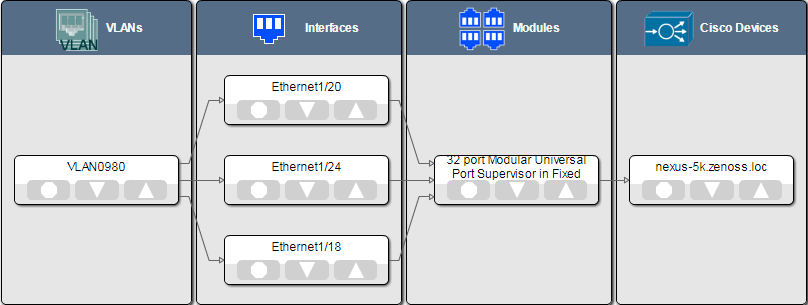 VLAN
VLANs
Interfaces
Modules
Cisco Devices
Ethernet1/20
VLAN0980
Ethernet1/24
32 port Modular Universal
Port Supervisor in Fixed
nexus-5k.zenoss.loc
Ethernet1/18